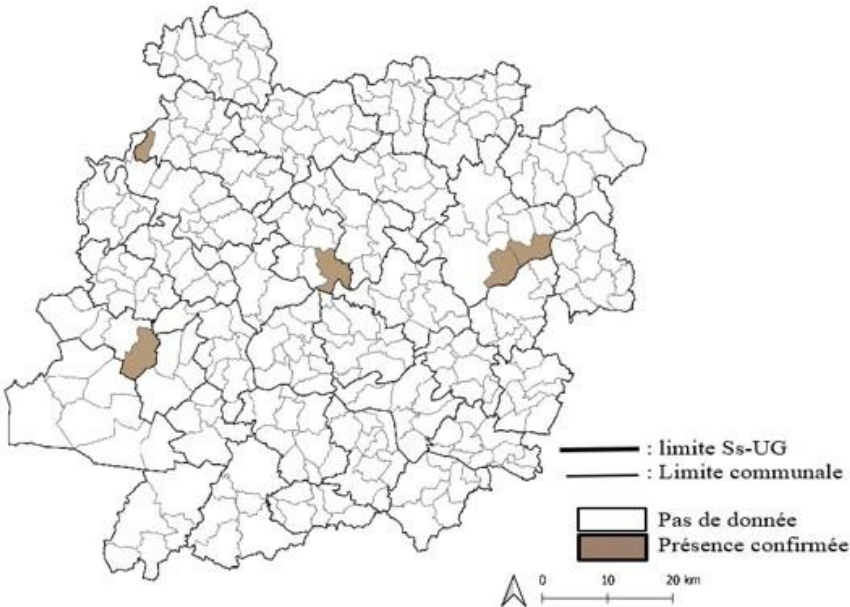 : limite Ss-UG
: Limite communale
Pas de donnée
Présence confirmée
0 10 20 km